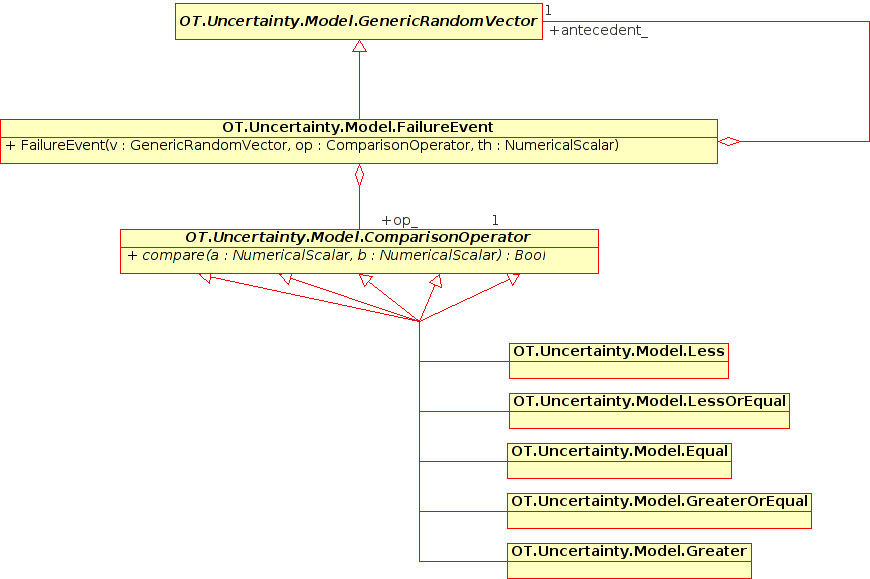 OT.Uncertainty.Model.GenericRandomVector
1
+antecedent_
OT.Uncertainty.Model.FailureEvent
+ FailureEvent(v : GenericRandomVector, op : ComparisonOperator, th : NumericalScalar)
+op_ 1
OT.Uncertainty.Model.ComparisonOperator
+ compare(a : NumericalScalar, b : NumericalScalar) : Bool
OT.Uncertainty.Model.Less
OT.Uncertainty.Model.LessOrEqual
OT.Uncertainty.Model.Equal
OT.Uncertainty.Model.GreaterOrEqual
OT.Uncertainty.Model.Greater